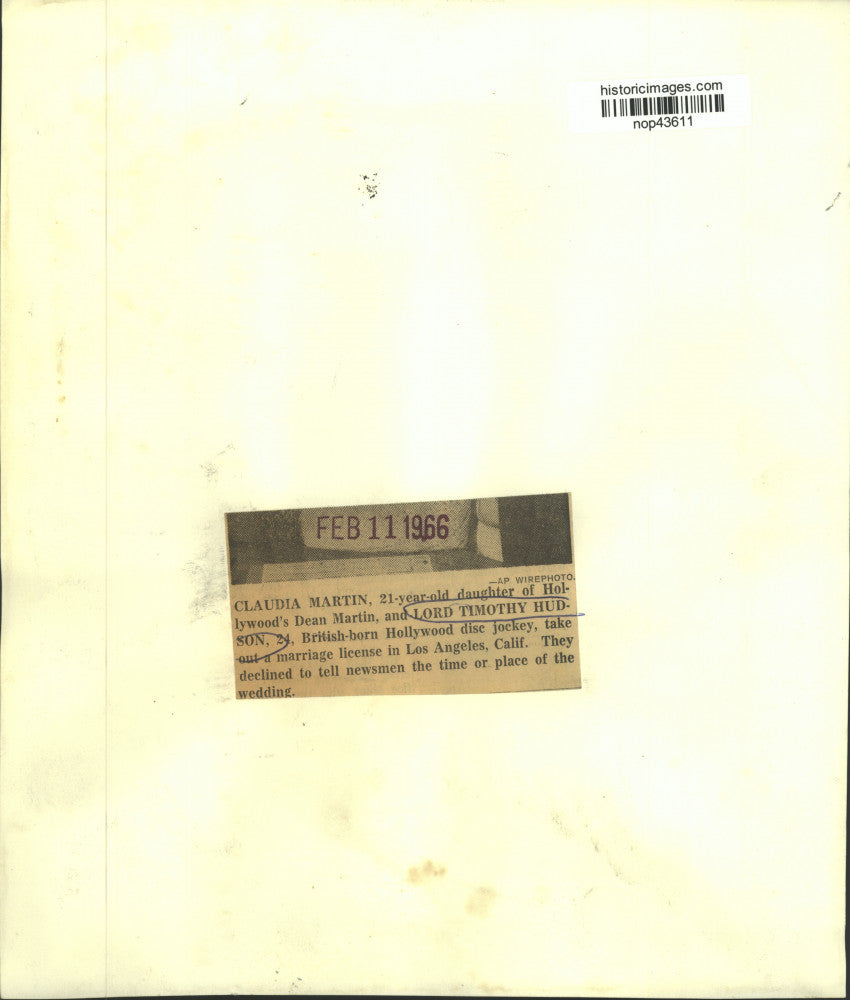 historicimages.com
nop43611
FEB 11 1966
—AP WIREPHOTO.
CLAUDIA MARTIN, 21-year-old daughter of Hol-
lywood's Dean Martin, and LORD TIMOTHY HUD-
SON, 24, British-born Hollywood disc jockey, take
out a marriage license in Los Angeles, Calif. They
declined to tell newsmen the time or place of the
wedding.